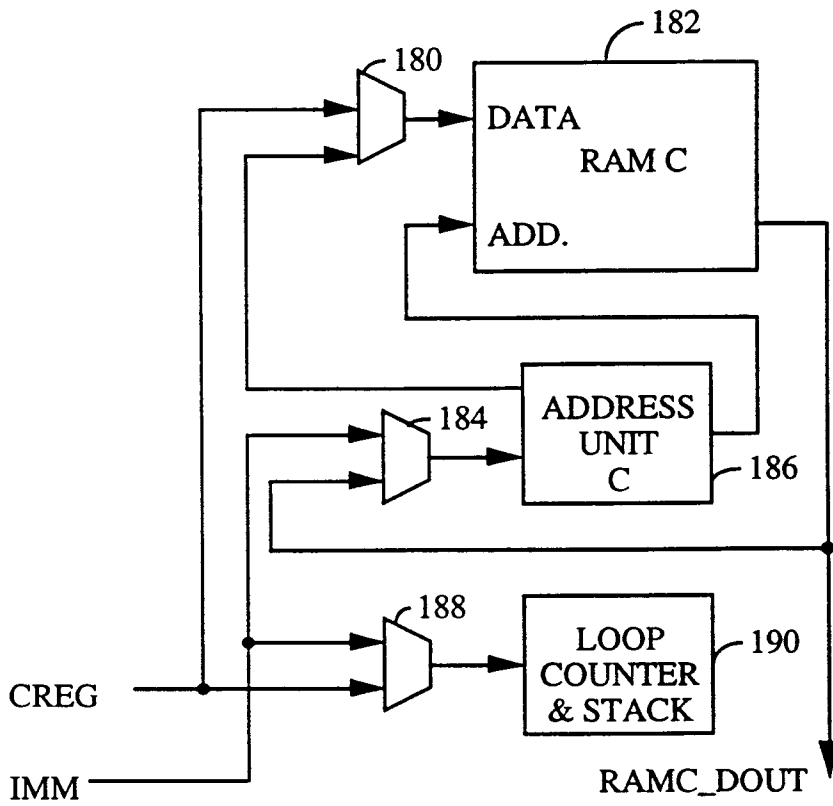 182
180
DATA
RAM C
ADD.
184
ADDRESS
UNIT
C
186
188
LOOP
COUNTER
& STACK
190
CREG
IMM
RAMC_DOUT